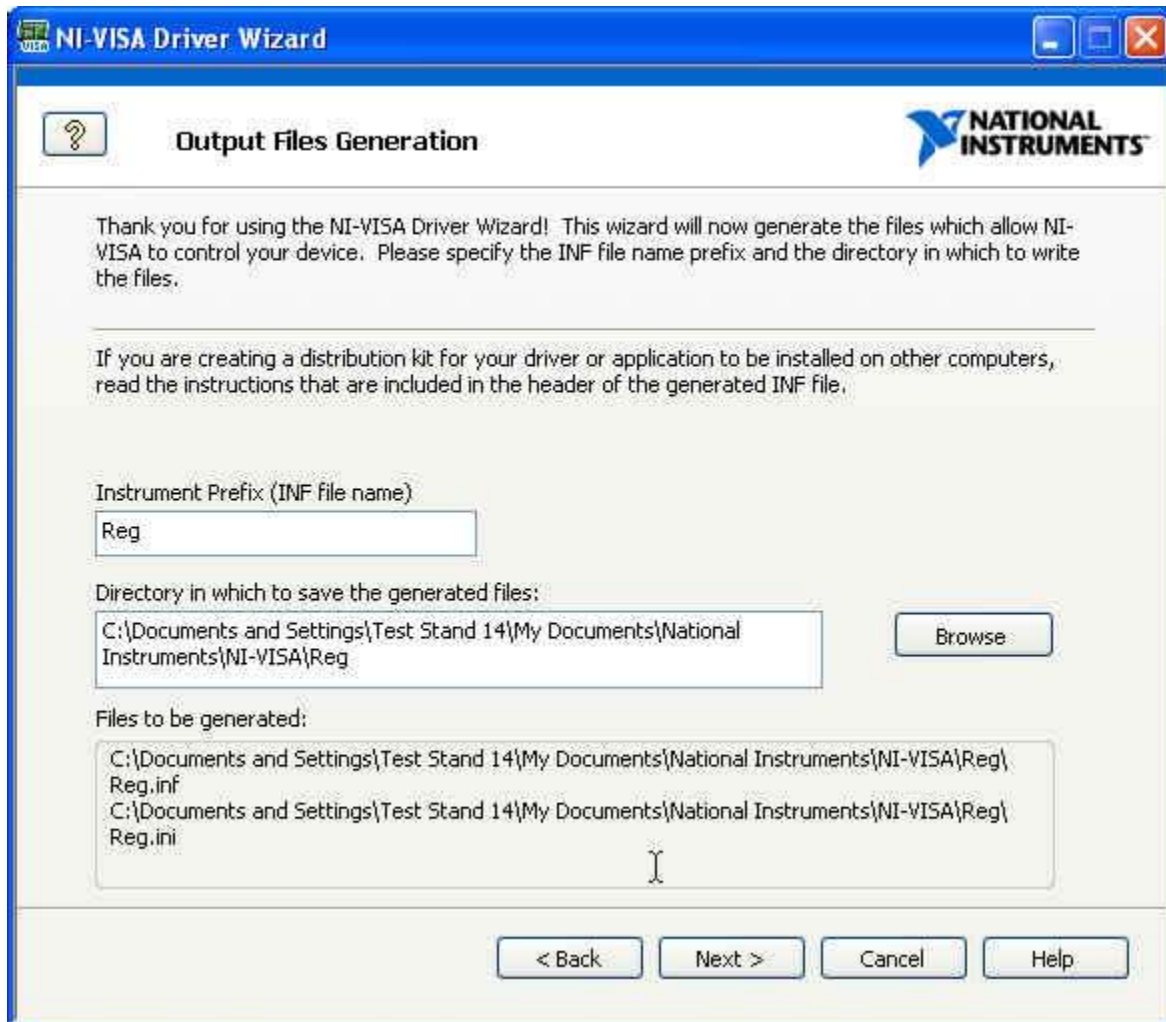 NI-VISA Driver Wizard
?
Output Files Generation
NATIONAL
INSTRUMENTS
Thank you for using the NI-VISA Driver Wizard! This wizard will now generate the files which allow NI-
VISA to control your device. Please specify the INF file name prefix and the directory in which to write
the files.
If you are creating a distribution kit for your driver or application to be installed on other computers,
read the instructions that are included in the header of the generated INF file.
Instrument Prefix (INF file name)
Reg
Directory in which to save the generated files:
C:\Documents and Settings\Test Stand 14\My Documents\National
Instruments\NI-VISA\Reg
Browse
Files to be generated:
C:\Documents and Settings\Test Stand 14\My Documents\National Instruments\NI-VISA\Reg\
Reg.inf
C:\Documents and Settings\Test Stand 14\My Documents\National Instruments\NI-VISA\Reg\
Reg.ini
< Back
Next >
Cancel
Help